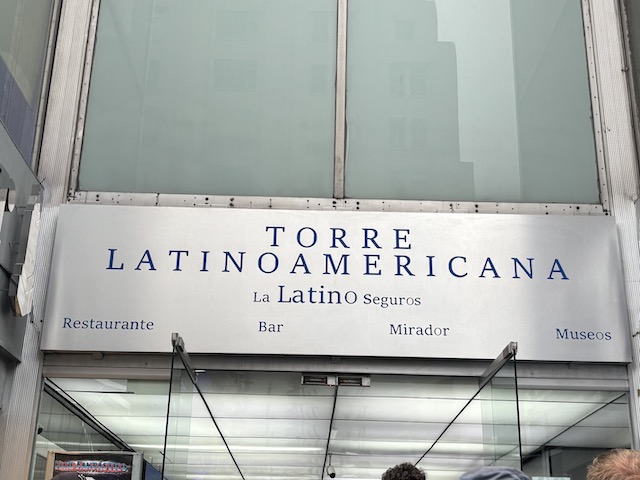 TORRE
LATINOAMERICANA
La Latino Seguros
Restaurante Bar Mirador Museos